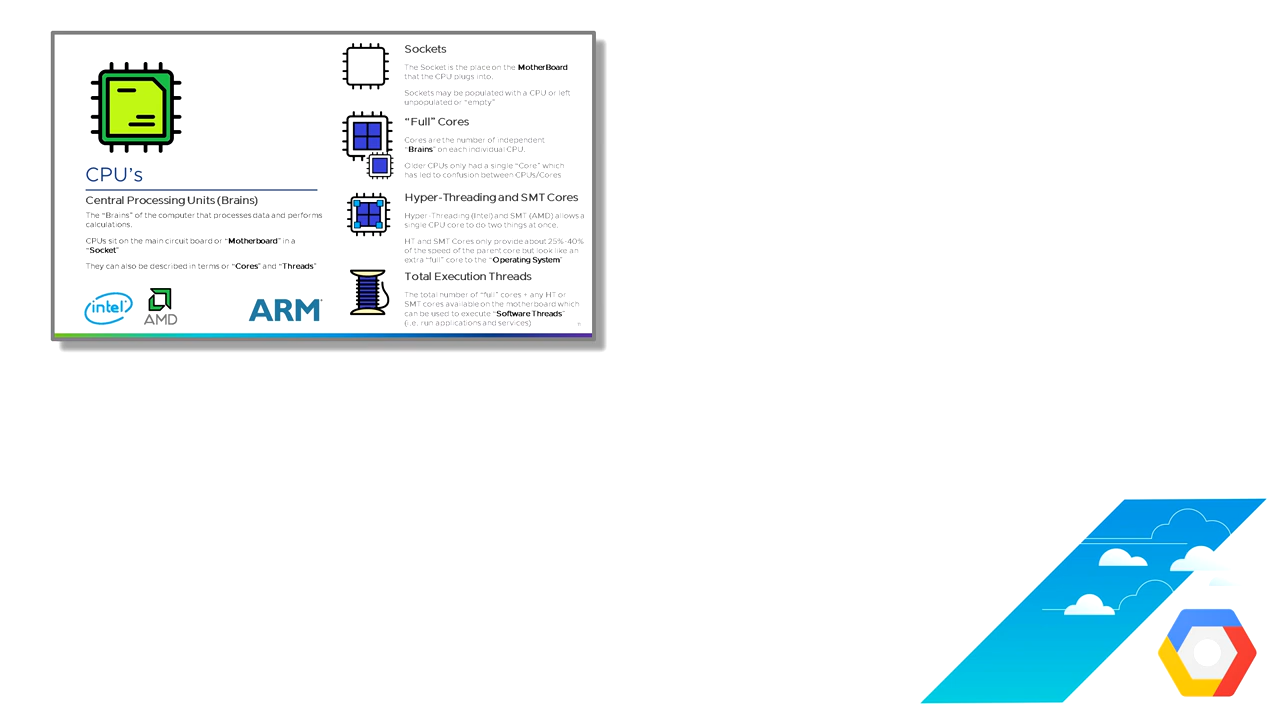 CPU's
Central Processing Units (Brains)
The "Brains" of the computer that processes data and performs
calculations.
CPUs sit on the main circuit board or "Motherboard" in a
"Socket"
They can also be described in terms or "Cores" and "Threads"
intel
AMD
ARM
Sockets
The Socket is the place on the MotherBoard
that the CPU plugs into.
Sockets may be populated with a CPU or left
unpopulated or "empty"
"Full" Cores
Cores are the number of independent
"Brains" on each individual CPU.
Older CPUs only had a single "Core" which
has led to confusion between CPUs/Cores
Hyper-Threading and SMT Cores
Hyper-Threading (Intel) and SMT (AMD) allows a
single CPU core to do two things at once.
HT and SMT Cores only provide about 25%-40%
of the speed of the parent core but look like an
extra "full" core to the "Operating System"
Total Execution Threads
The total number of "full" cores + any HT or
SMT cores available on the motherboard which
can be used to execute "Software Threads"
(i.e. run applications and services)